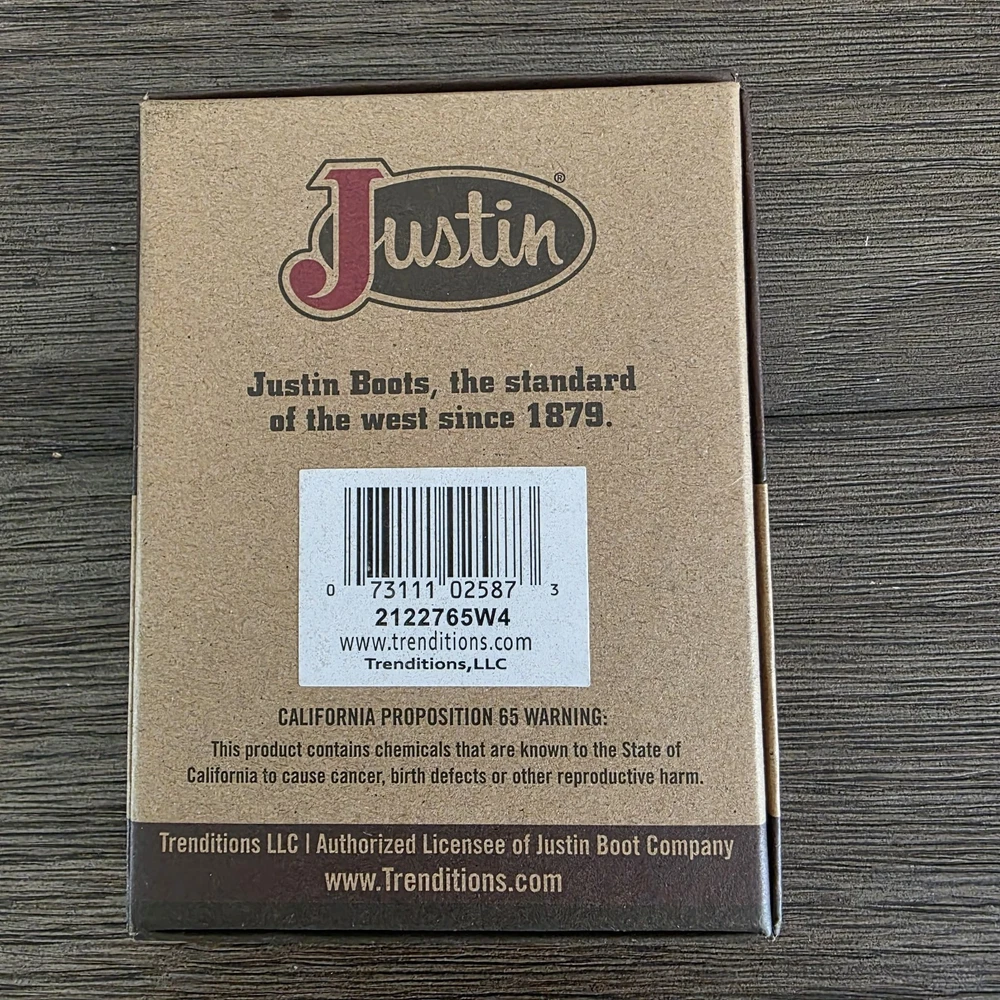 Justin®
Justin Boots, the standard
of the west since 1879.
0 73111 02587 3
2122765W4
www.trenditions.com
Trenditions,LLC
CALIFORNIA PROPOSITION 65 WARNING:
This product contains chemicals that are known to the State of
California to cause cancer, birth defects or other reproductive harm.
Trenditions LLC | Authorized Licensee of Justin Boot Company
www.Trenditions.com